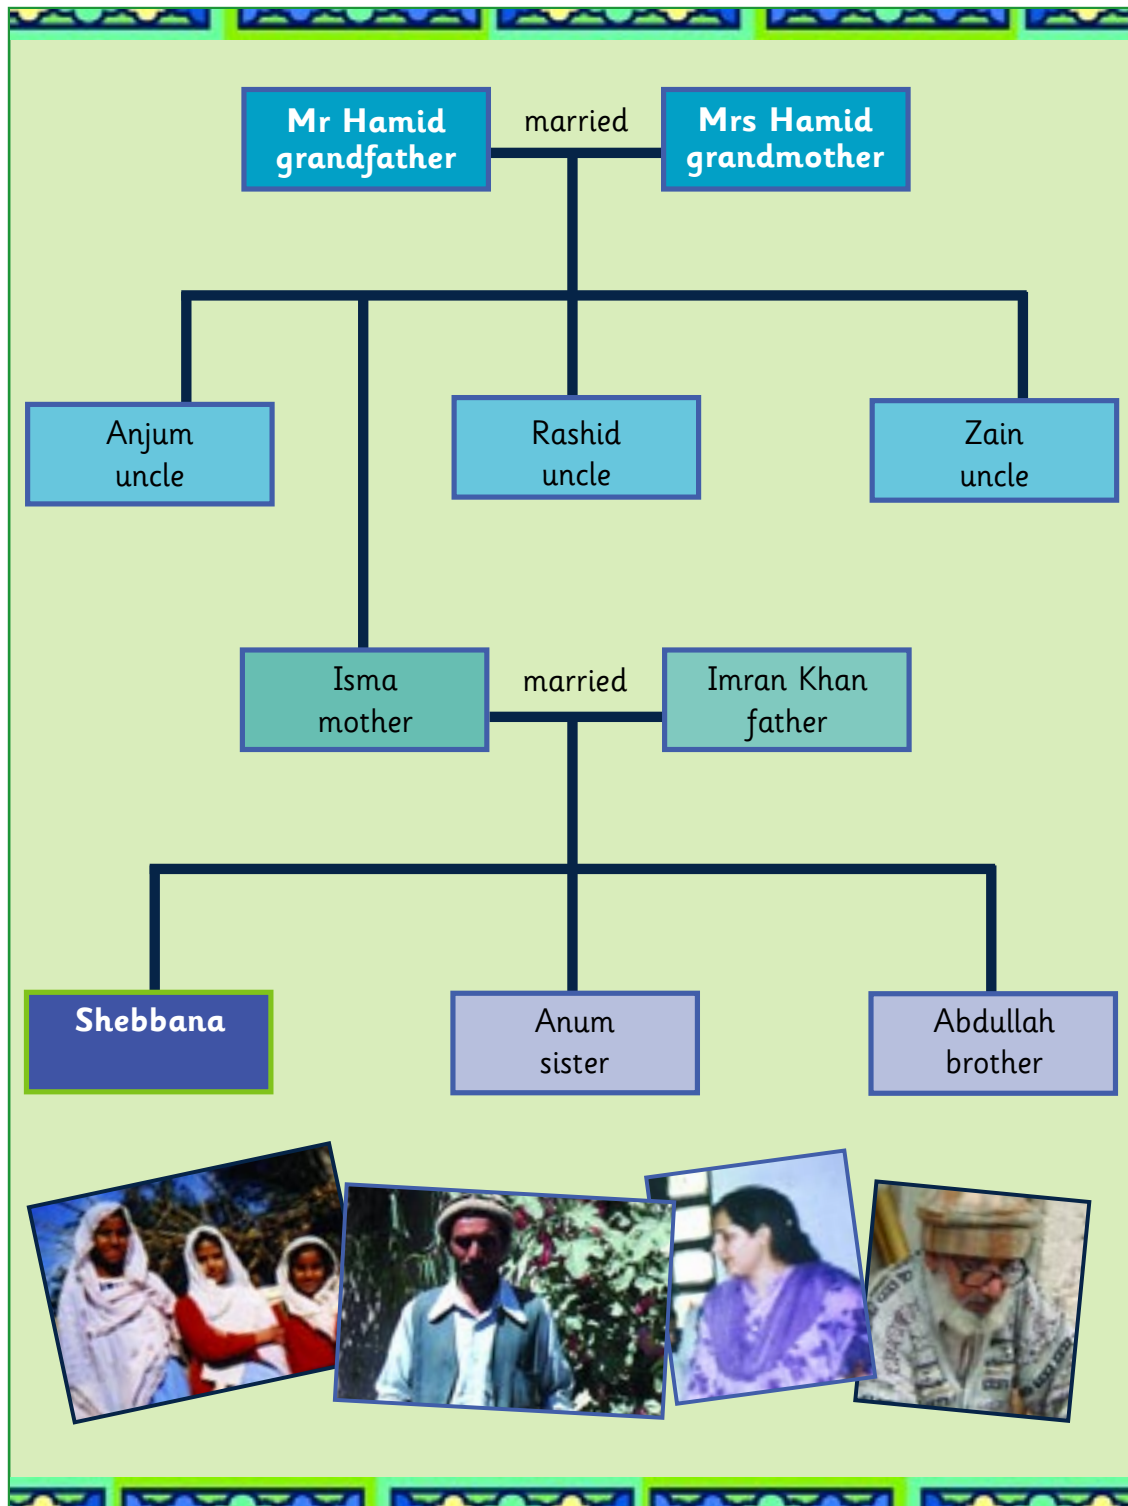 Mr Hamid
grandfather
married
Mrs Hamid
grandmother
Anjum
uncle
Rashid
uncle
Zain
uncle
Isma
mother
married
Imran Khan
father
Shebbana
Anum
sister
Abdullah
brother